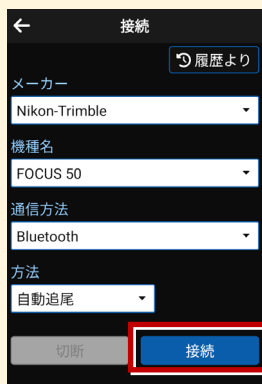 接続
履歴より
メーカー
Nikon-Trimble
機種名
FOCUS 50
通信方法
Bluetooth
方法
自動追尾
切断 接続